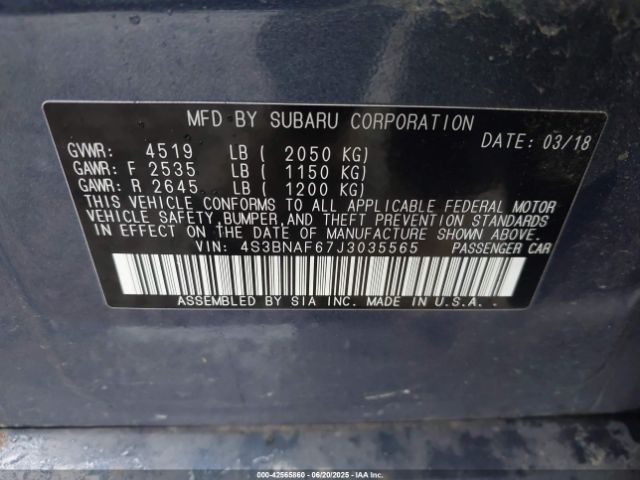 MFD BY SUBARU CORPORATION
DATE: 03/18
GVWR: 4519 LB ( 2050 KG)
GAWR: F 2535 LB ( 1150 KG)
GAWR: R 2645 LB ( 1200 KG)
THIS VEHICLE CONFORMS TO ALL APPLICABLE FEDERAL MOTOR
VEHICLE SAFETY, BUMPER, AND THEFT PREVENTION STANDARDS
IN EFFECT ON THE DATE OF MANUFACTURE SHOWN ABOVE.
VIN: 4S3BNAF67J3035565 PASSENGER CAR
ASSEMBLED BY SIA INC. MADE IN U.S.A.
000-42565860 - 06/20/2025 - IAAI